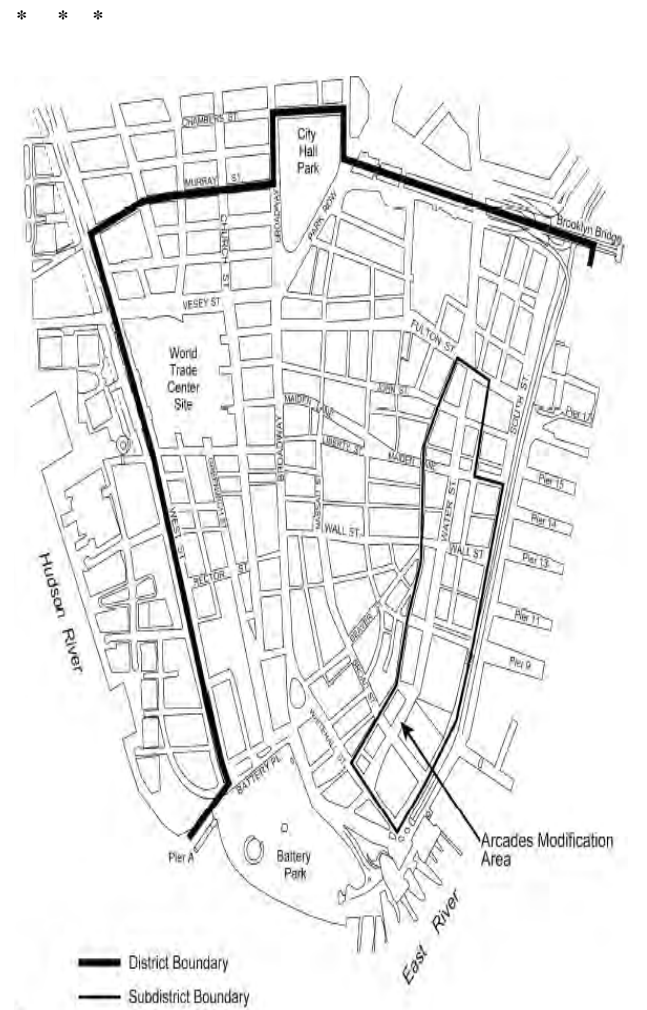 * * *
CHAMBERS ST.
City
Hall
Park
MURRAY ST.
BROADWAY
PARK ROW
CHURCH ST
Brooklyn Bridge
VESEY ST
FULTON ST
World
Trade
Center
Site
JOHN ST.
MAIDEN
SOUTH ST.
Pier 17
BROADWAY
LIBERTY ST
MAIDEN LANE
Pier 15
NASSAU ST
WATER ST.
WEST ST.
Pier 14
WALL ST.
WALL ST.
Pier 13
Hudson River
RECTOR ST.
Pier 11
BEAVER
Pier 9
BROAD ST.
WHITEHALL ST.
BATTERY PL.
Arcades Modification
Area
Pier A
Battery
Park
East River
District Boundary
Subdistrict Boundary